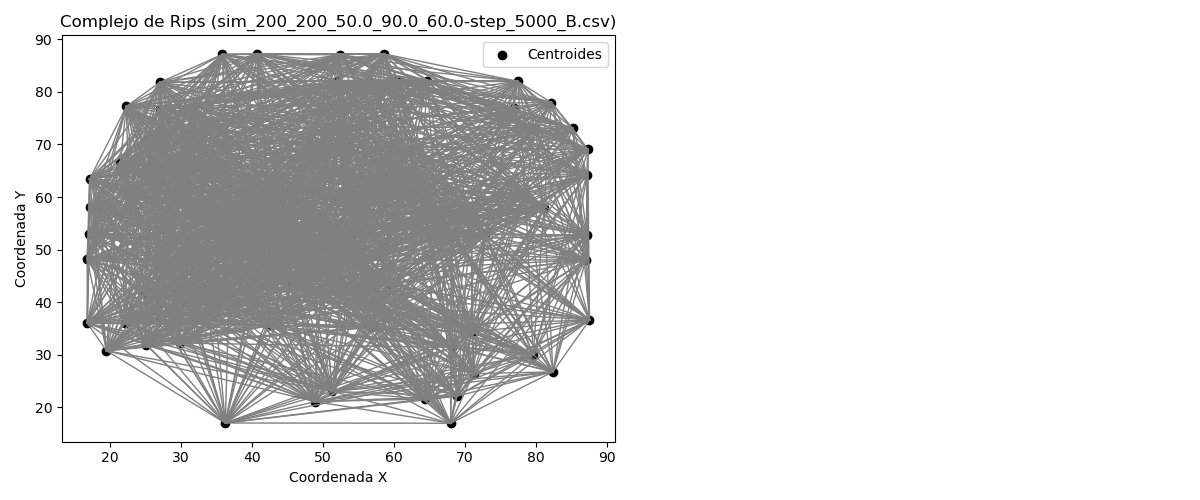 Complejo de Rips (sim_200_200_50.0_90.0_60.0-step_5000_B.csv)
Centroides
90
80
70
60
50
40
30
20
Coordenada Y
20 30 40 50 60 70 80 90
Coordenada X